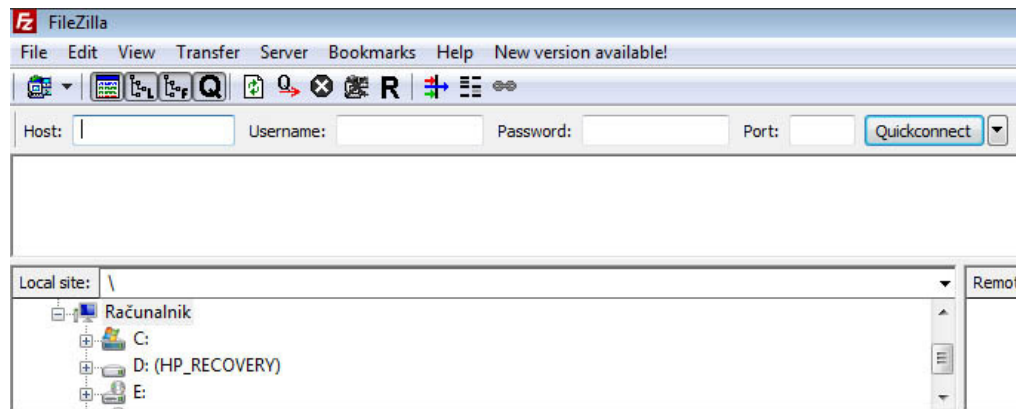 Fz FileZilla
File Edit View Transfer Server Bookmarks Help New version available!
L F Q Q R
Host: Username: Password: Port: Quickconnect
Local site: \ Remot
Računalnik
C:
D: (HP_RECOVERY)
E: